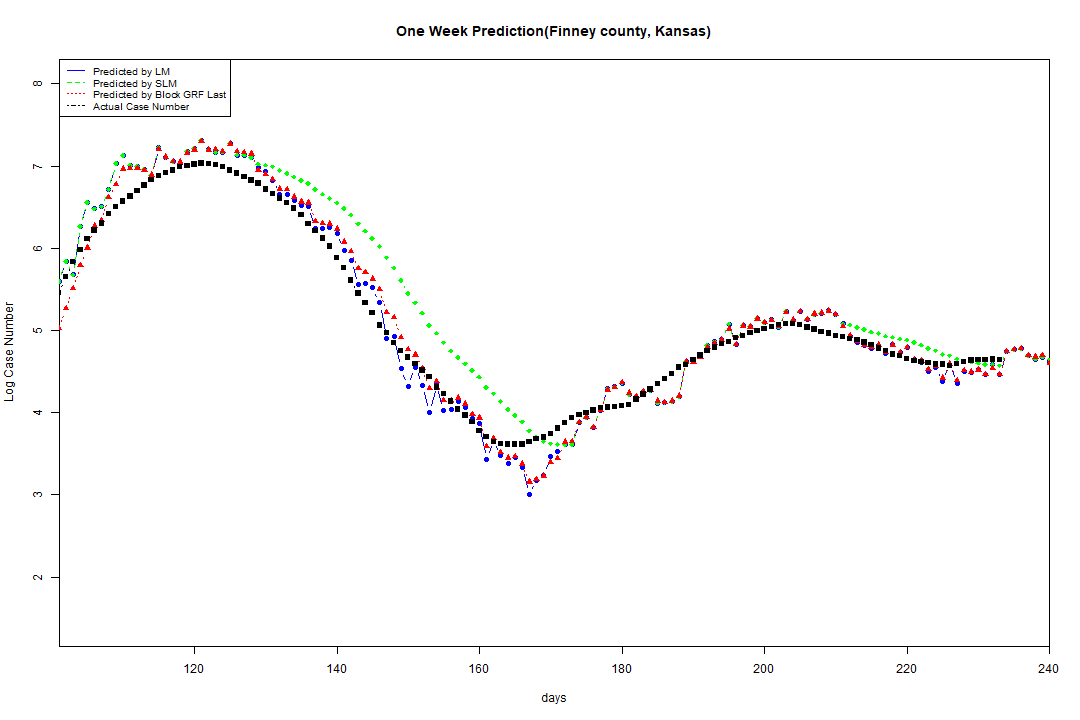 One Week Prediction(Finney county, Kansas)
Predicted by LM
Predicted by SLM
Predicted by Block GRF Last
Actual Case Number
8
7
6
5
4
3
2
Log Case Number
120 140 160 180 200 220 240
days